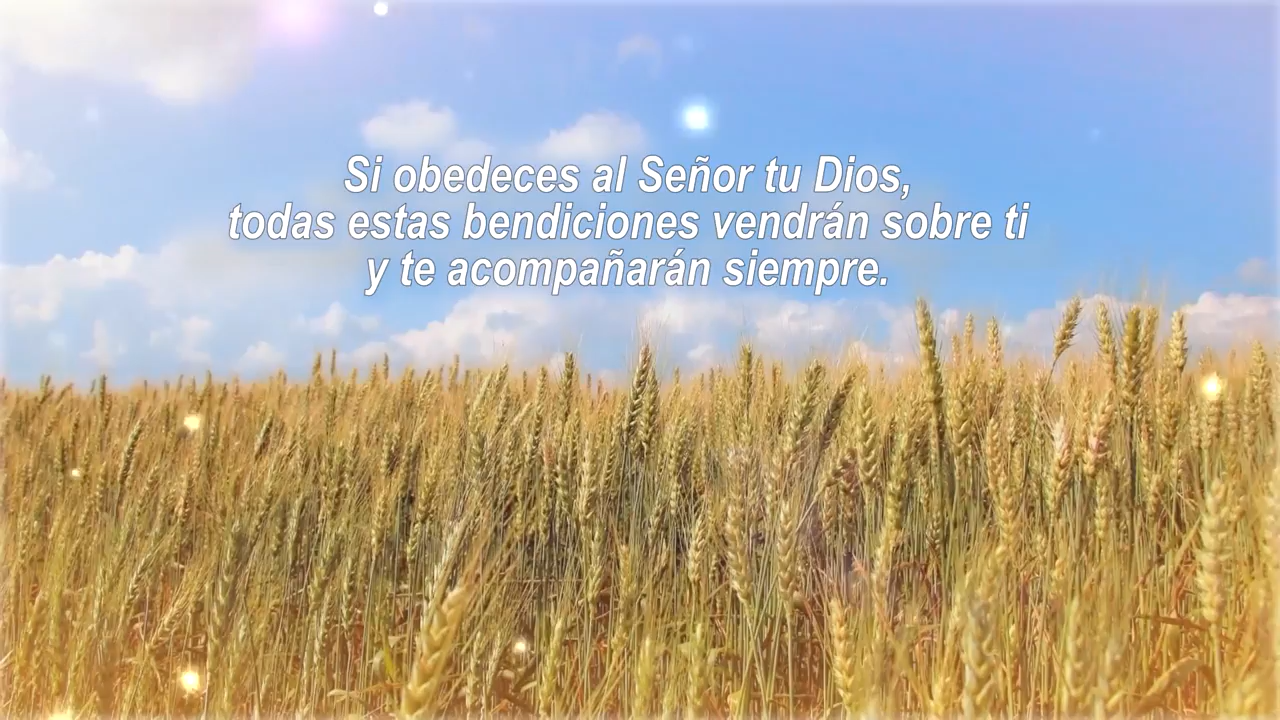 Si obedeces al Señor tu Dios,
todas estas bendiciones vendrán sobre ti
y te acompañarán siempre.